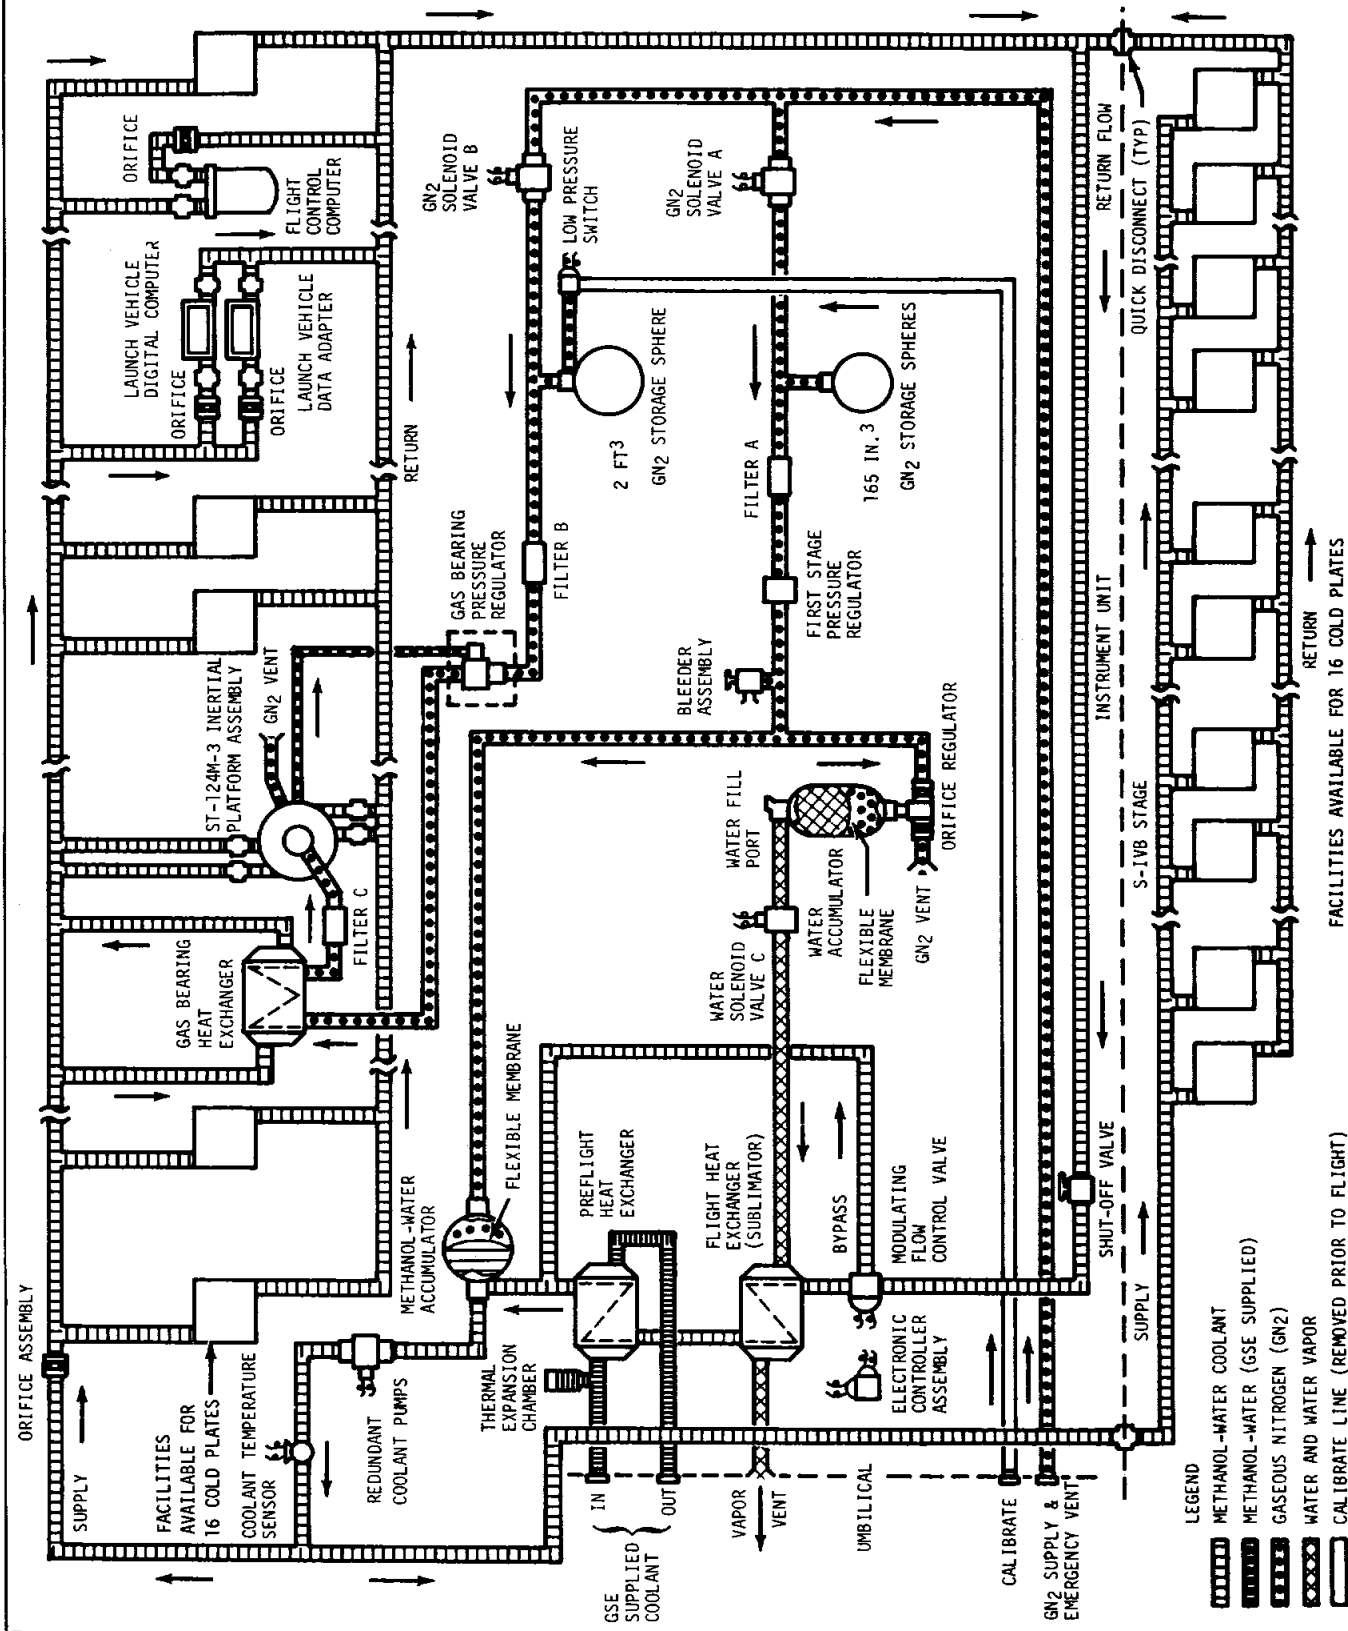 ORIFICE ASSEMBLY
SUPPLY
FACILITIES
AVAILABLE FOR
16 COLD PLATES
COOLANT TEMPERATURE
SENSOR
REDUNDANT
COOLANT PUMPS
METHANOL-WATER
ACCUMULATOR
FLEXIBLE MEMBRANE
GAS BEARING
HEAT
EXCHANGER
FILTER C
ST-124M-3 INERTIAL
PLATFORM ASSEMBLY
GN2 VENT
GAS BEARING
PRESSURE
REGULATOR
RETURN
LAUNCH VEHICLE
DIGITAL COMPUTER
ORIFICE
ORIFICE
LAUNCH VEHICLE
DATA ADAPTER
ORIFICE
FLIGHT
CONTROL
COMPUTER
GN2
SOLENOID
VALVE B
LOW PRESSURE
SWITCH
2 FT3
GN2 STORAGE SPHERE
FILTER B
GN2
SOLENOID
VALVE A
FILTER A
165 IN.3
GN2 STORAGE SPHERES
FIRST STAGE
PRESSURE
REGULATOR
BLEEDER
ASSEMBLY
ORIFICE REGULATOR
WATER FILL
PORT
WATER
ACCUMULATOR
FLEXIBLE
MEMBRANE
GN2 VENT
WATER
SOLENOID
VALVE C
PREFLIGHT
HEAT
EXCHANGER
FLIGHT HEAT
EXCHANGER
(SUBLIMATOR)
BYPASS
MODULATING
FLOW
CONTROL VALVE
THERMAL
EXPANSION
CHAMBER
ELECTRONIC
CONTROLLER
ASSEMBLY
IN
OUT
GSE
SUPPLIED
COOLANT
VAPOR
VENT
UMBILICAL
CALIBRATE
GN2 SUPPLY &
EMERGENCY VENT
SHUT-OFF VALVE
INSTRUMENT UNIT
RETURN FLOW
QUICK DISCONNECT (TYP)
SUPPLY
S-IVB STAGE
RETURN
FACILITIES AVAILABLE FOR 16 COLD PLATES
LEGEND
METHANOL-WATER COOLANT
METHANOL-WATER (GSE SUPPLIED)
GASEOUS NITROGEN (GN2)
WATER AND WATER VAPOR
CALIBRATE LINE (REMOVED PRIOR TO FLIGHT)